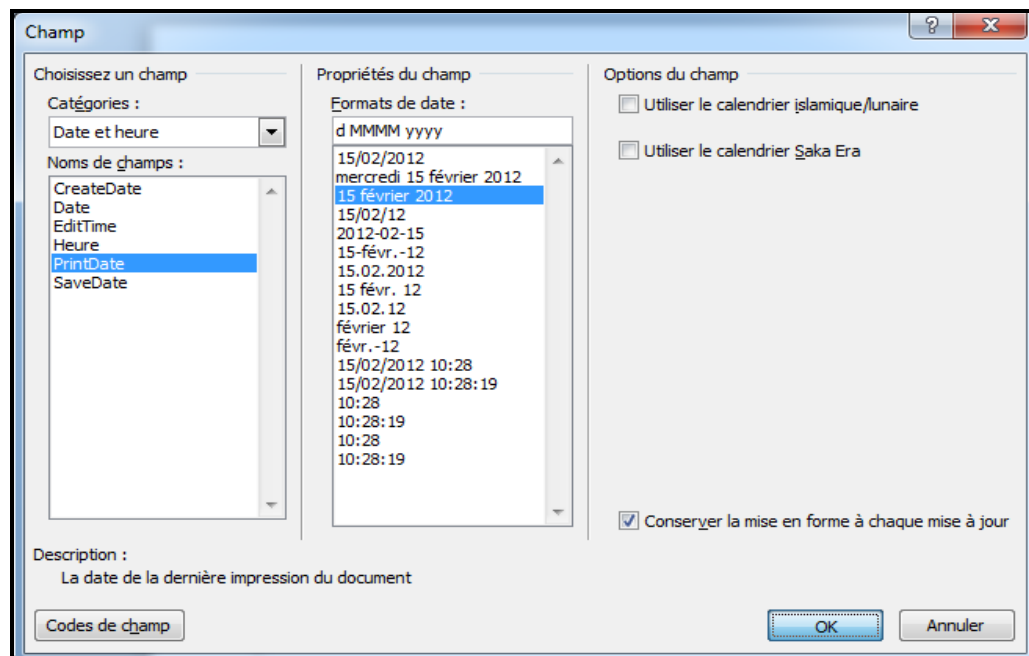 Champ
Choisissez un champ
Catégories :
Date et heure
Noms de champs :
CreateDate
Date
EditTime
Heure
PrintDate
SaveDate
Propriétés du champ
Formats de date :
d MMMM yyyy
15/02/2012
mercredi 15 février 2012
15 février 2012
15/02/12
2012-02-15
15-févr.-12
15.02.2012
15 févr. 12
15.02.12
février 12
févr.-12
15/02/2012 10:28
15/02/2012 10:28:19
10:28
10:28:19
10:28
10:28:19
Options du champ
Utiliser le calendrier islamique/lunaire
Utiliser le calendrier Saka Era
Conserver la mise en forme à chaque mise à jour
Description :
La date de la dernière impression du document
Codes de champ
OK
Annuler